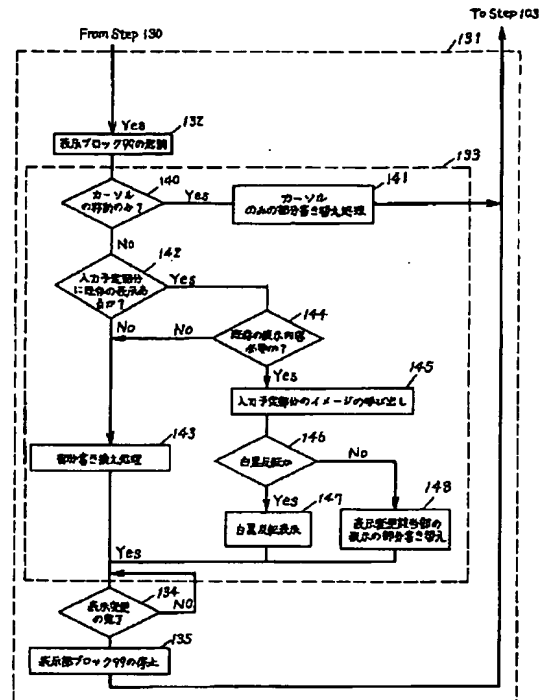 To Step 103
From Step 130
131
Yes
132
表示ブロック99の起動
133
140
カーソル
の移動のみ?
Yes
141
カーソル
のみの部分書き替え処理
No
142
入力予定部分
に既存の表示あ
るか?
Yes
144
既存の表示内容
必要か?
No
No
Yes
145
入力予定部分のイメージの呼び出し
143
部分書き換え処理
146
白黒反転か
No
Yes
147
白黒反転表示
148
表示変更該当部の
表示の部分書き替え
Yes
134
表示変更
の完了
NO
135
表示部ブロック99の停止